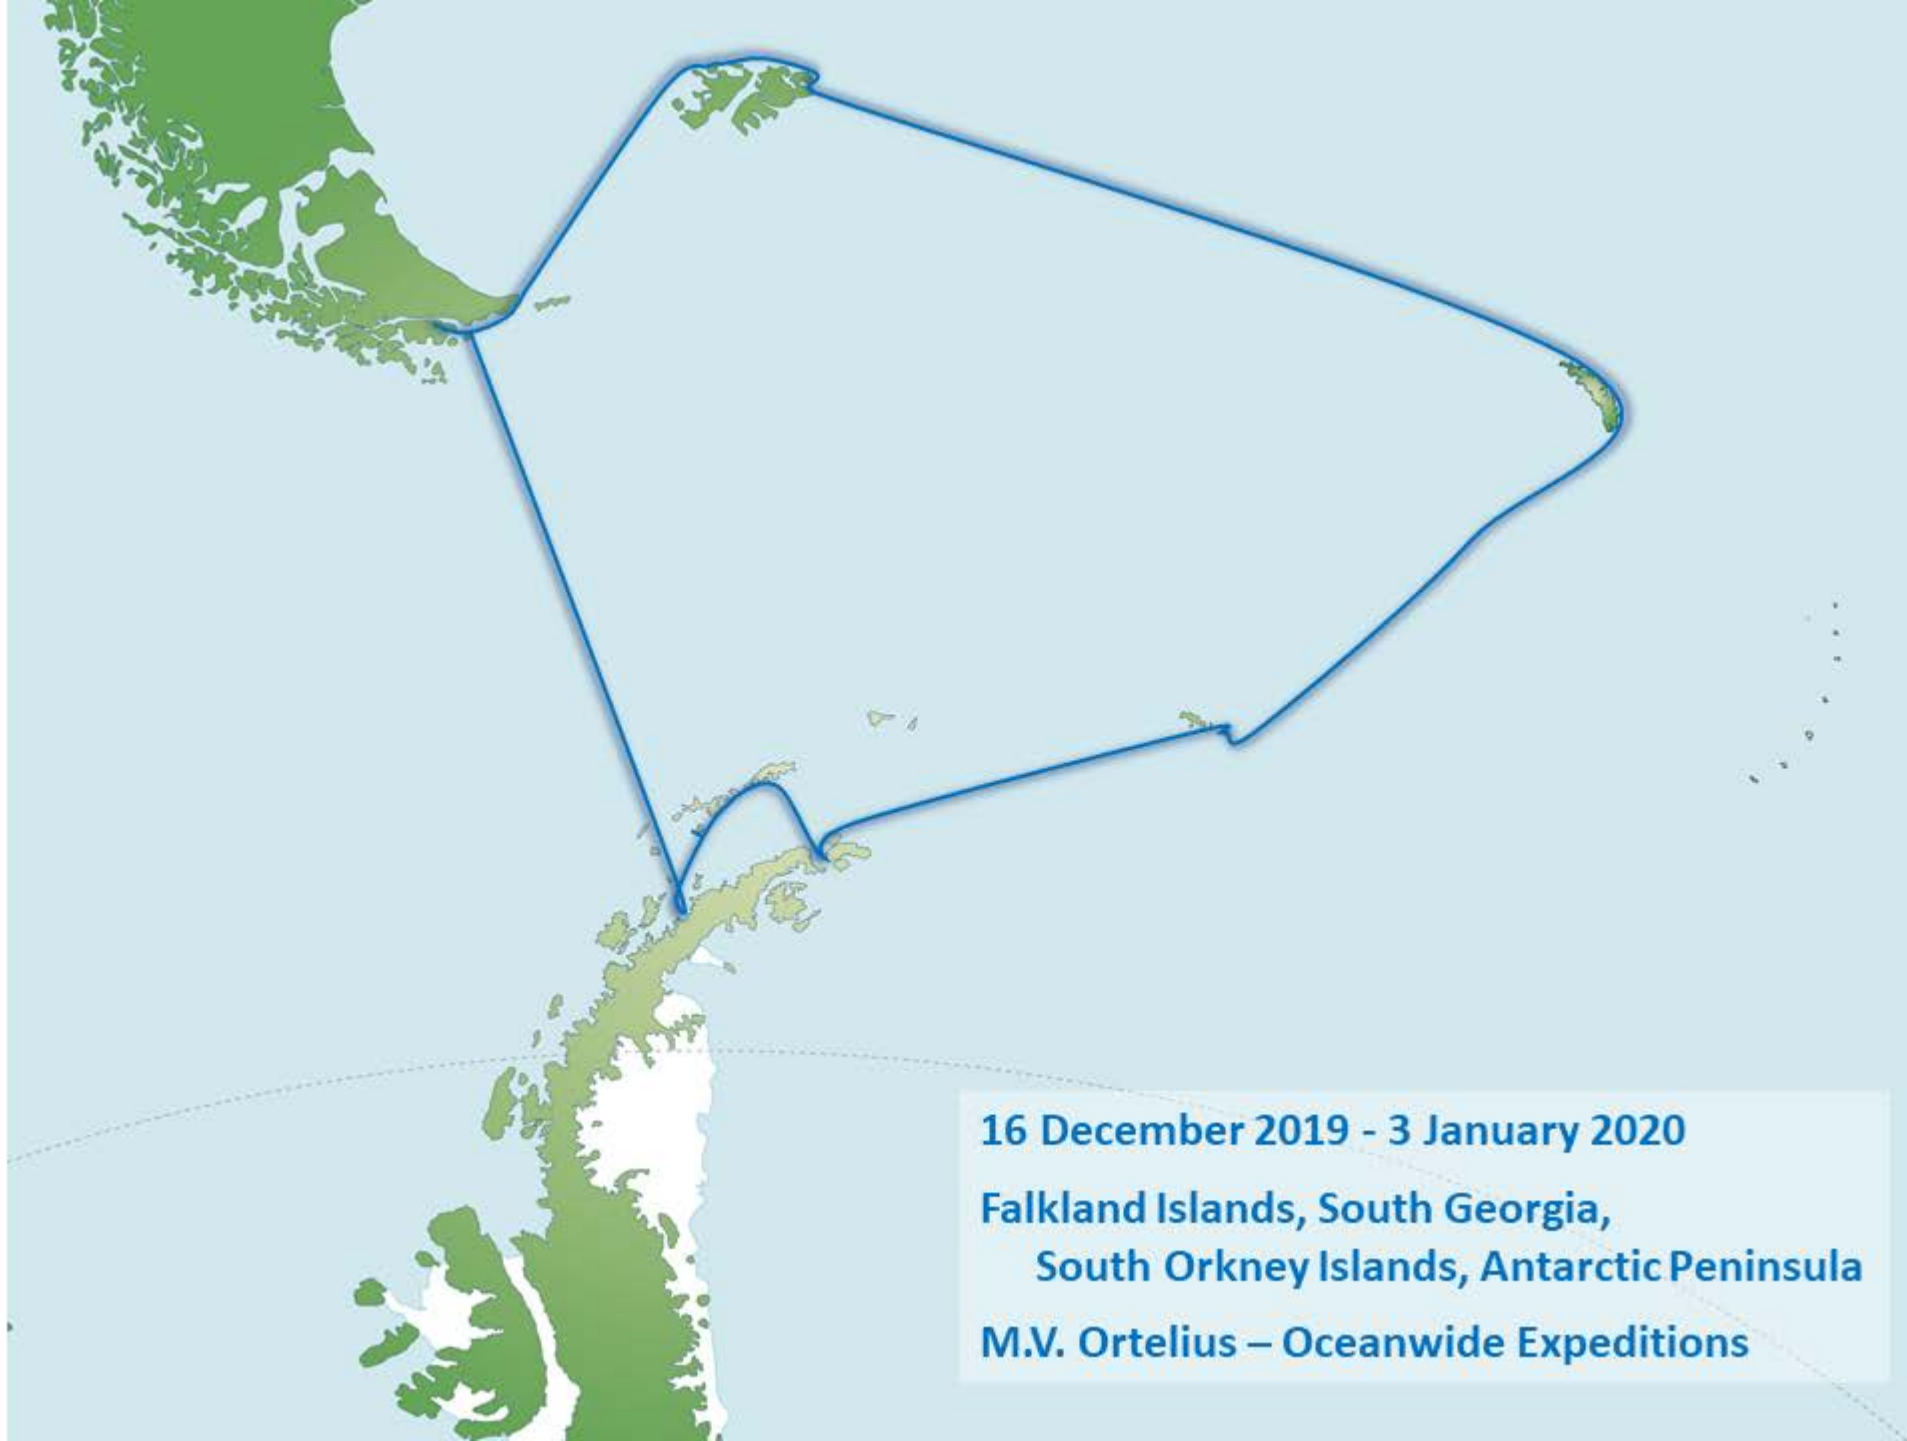 16 December 2019 - 3 January 2020
Falkland Islands, South Georgia,
South Orkney Islands, Antarctic Peninsula
M.V. Ortelius – Oceanwide Expeditions